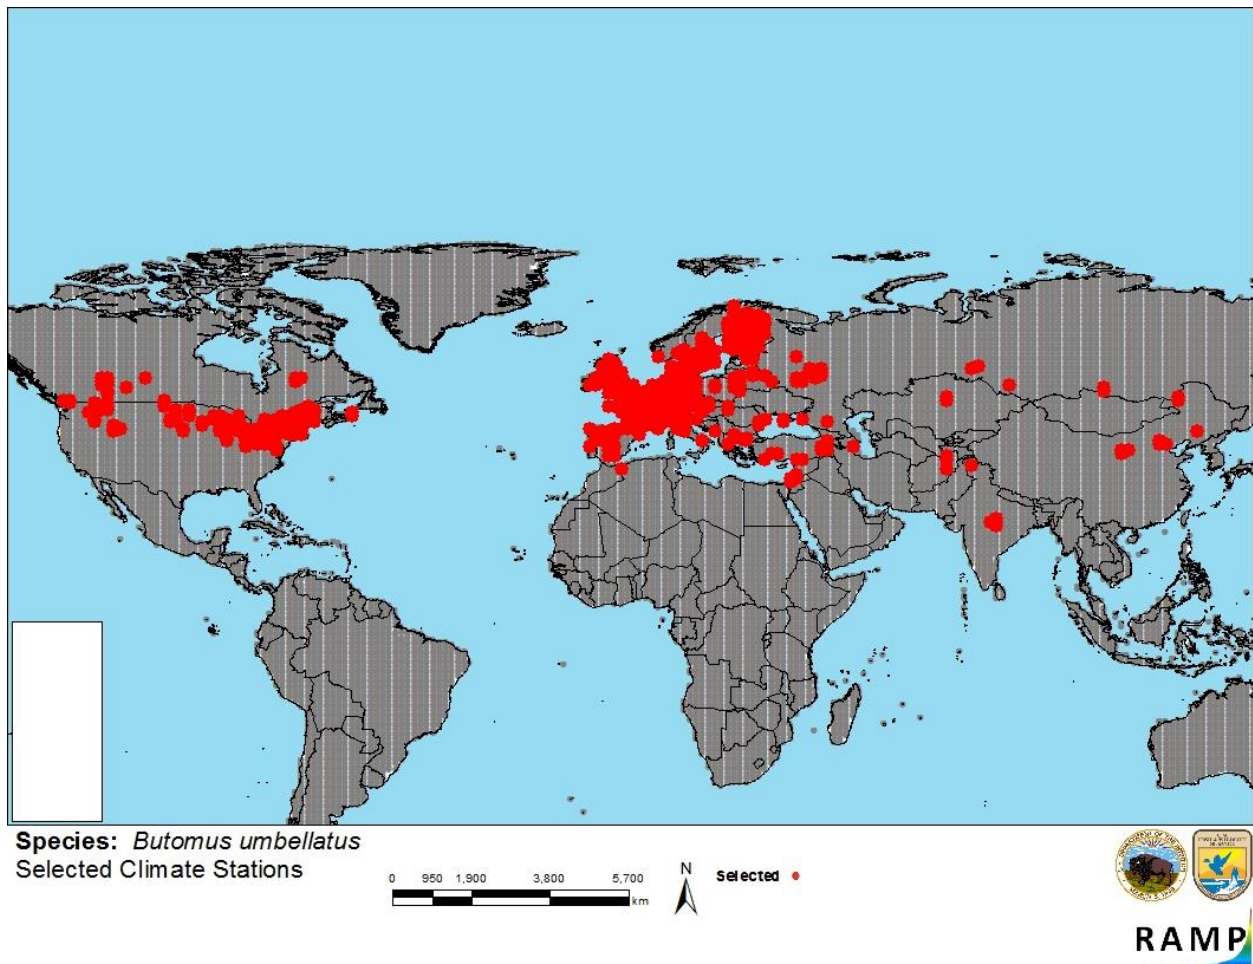 Species: Butomus umbellatus
Selected Climate Stations
0 950 1,900 3,800 5,700
km
N
Selected
RAMP